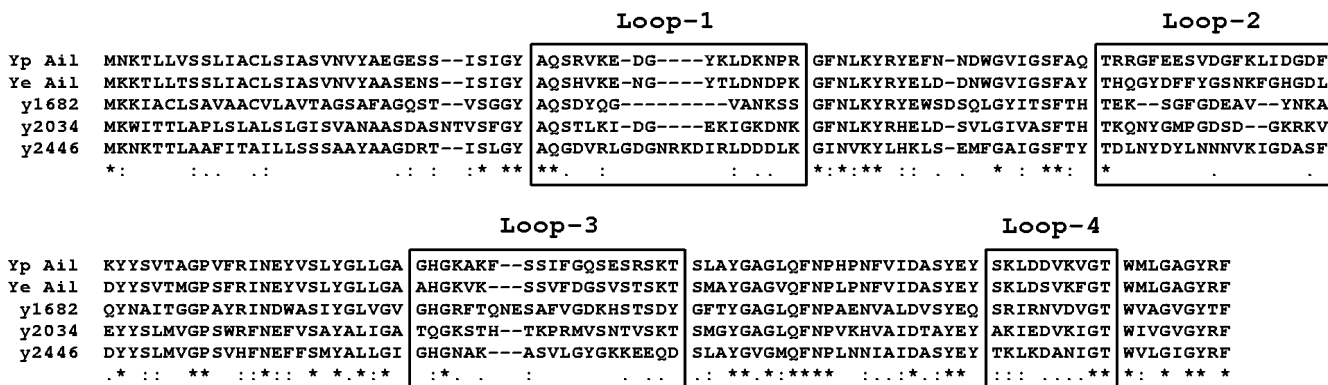 Loop-1 Loop-2
Yp Ail MNKTLLVSSLIACLSIASVNVYAEGESS--ISIGY AQSRVKE-DG----YKLDKNPR GFNLKYRYEFN-NDWGVIGSFAQ TRRGFEESVDGFKLIDGDF
Ye Ail MKKTLLTSSLIACLSIASVNVYAASENS--ISIGY AQSHVKE-NG----YTLDNNPK GFNLKYRYELD-DNWGVIGSFAY THQGYDFFYGSNKFGHGDL
y1682 MKKIACLSAVAACVLAVTAGSAFAGQST--VSGGY AQSDYQG---------VANKSS GFNLKYRYEWSDSQLGYITSFTH TEK--SGFGDEAV--YNKA
y2034 MKWITTLAPLSLALSLGISVANAASDASNTVSFGY AQSTLKI-DG----EKIGKDNK GFNLKYRHELD-SVLGIVASFTH TKQNYGMPGDSD--GKRKV
y2446 MKNKTTLAAFITAILLSSSAAYAAGDRT--ISLGY AQGDVRLGDGNRKDIRLDDDLK GINVKYLHKLS-EMFGAIGSFTY TDLNYDYLNNNVKIGDASF
*: :.. .: : : :* ** **. : : .. *:*:** :: . . * : **: * . .
Loop-3 Loop-4
Yp Ail KYYSVTAGPVFRINEYVSLYGLLGA GHGKAKF--SSIFGQSESRSKT SLAYGAGLQFNPHPNFVIDASYEY SKLDDVKVGT WMLGAGYRF
Ye Ail DYYSVTMGPSFRINEYVSLYGLLGA AHGKVK---SSVFDGSVSTSKT SMAYGAGVQFNPLPNFVIDASYEY SKLDSVKFGT WMLGAGYRF
y1682 QYNAITGGPAYRINDWASIYGLVGV GHGRFTQNESAFVGDKHSTSDY GFTYGAGLQFNPAENVALDVSYEQ SRIRNVDVGT WVAGVGYTF
y2034 EYYSLMVGPSWRFNEFVSAYALIGA TQGKSTH--TKPRMVSNTVSKT SMGYGAGLQFNPVKHVAIDTAYEY AKIEDVKIGT WIVGVGYRF
y2446 DYYSLMVGPSVHFNEFFSMYALLGI GHGNAK---ASVLGYGKKEEQD SLAYGVGMQFNPLNNIAIDASYEY TKLKDANIGT WVLGIGYRF
.* :: ** ::*:: * *.*:* :*. . : ... . .: **.*:**** :..:*.:** ::: ....** *: * ** *